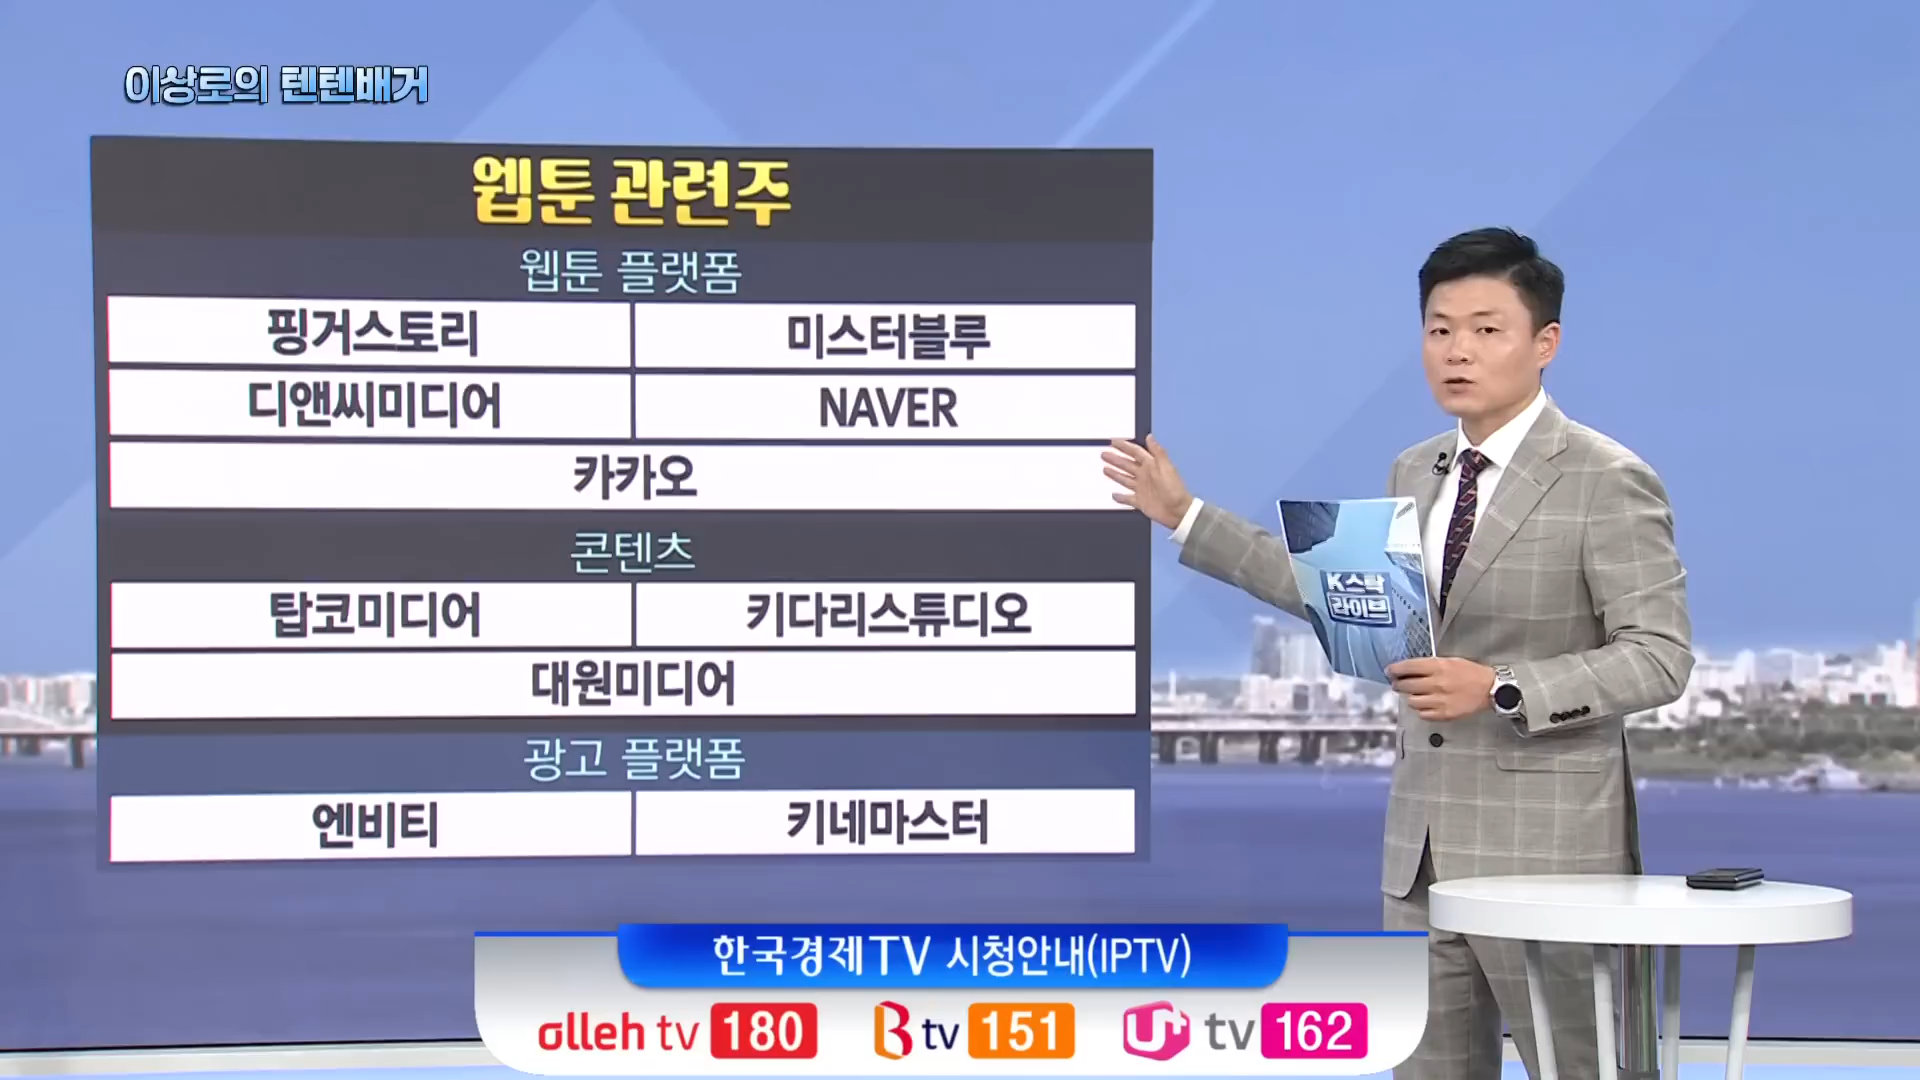 이상로의 텐텐배거
웹툰 관련주
웹툰 플랫폼
핑거스토리 미스터블루
디앤씨미디어 NAVER
카카오
콘텐츠
탑코미디어 키다리스튜디오
대원미디어
광고 플랫폼
엔비티 키네마스터
K스탁
라이브
한국경제TV 시청안내(IPTV)
olleh tv 180 B tv 151 U+ tv 162